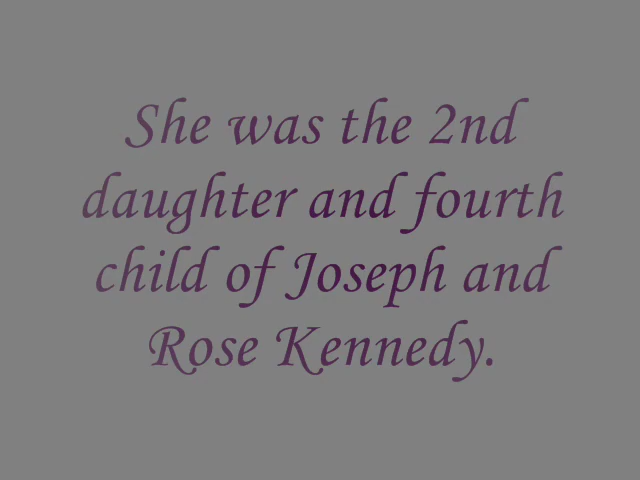 She was the 2nd
daughter and fourth
child of Joseph and
Rose Kennedy.